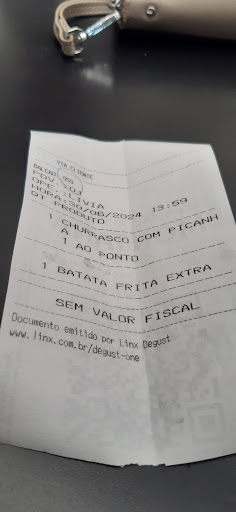 VIA CLIENTE
BALCAO: 050
PDV.:
OPE.:LIVIA
HORA:30/06/2024 13:59
QT PRODUTO
1 CHURRASCO COM PICANH
A
1 AO PONTO
1 BATATA FRITA EXTRA
SEM VALOR FISCAL
Documento emitido por Linx Degust
www.linx.com.br/degust-one